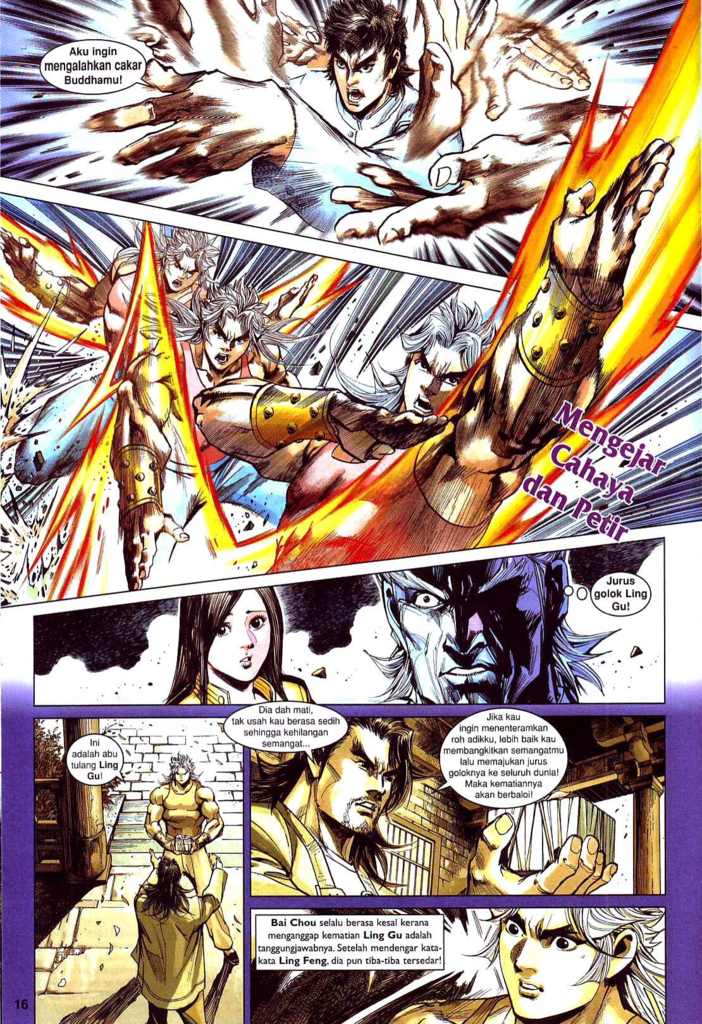 Aku ingin
mengalahkan cakar
Buddhamu!
Mengejar
Cahaya
dan Petir
Jurus
golok Ling
Gu!
Ini
adalah abu
tulang Ling
Gu!
Dia dah mati,
tak usah kau berasa sedih
sehingga kehilangan
semangat...
Jika kau
ingin menenteramkan
roh adikku, lebih baik kau
membangkitkan semangatmu
lalu memajukan jurus
goloknya ke seluruh dunia!
Maka kematiannya
akan berbaloi!
Bai Chou selalu berasa kesal kerana
menganggap kematian Ling Gu adalah
tanggungjawabnya. Setelah mendengar kata-
kata Ling Feng, dia pun tiba-tiba tersedar!
16